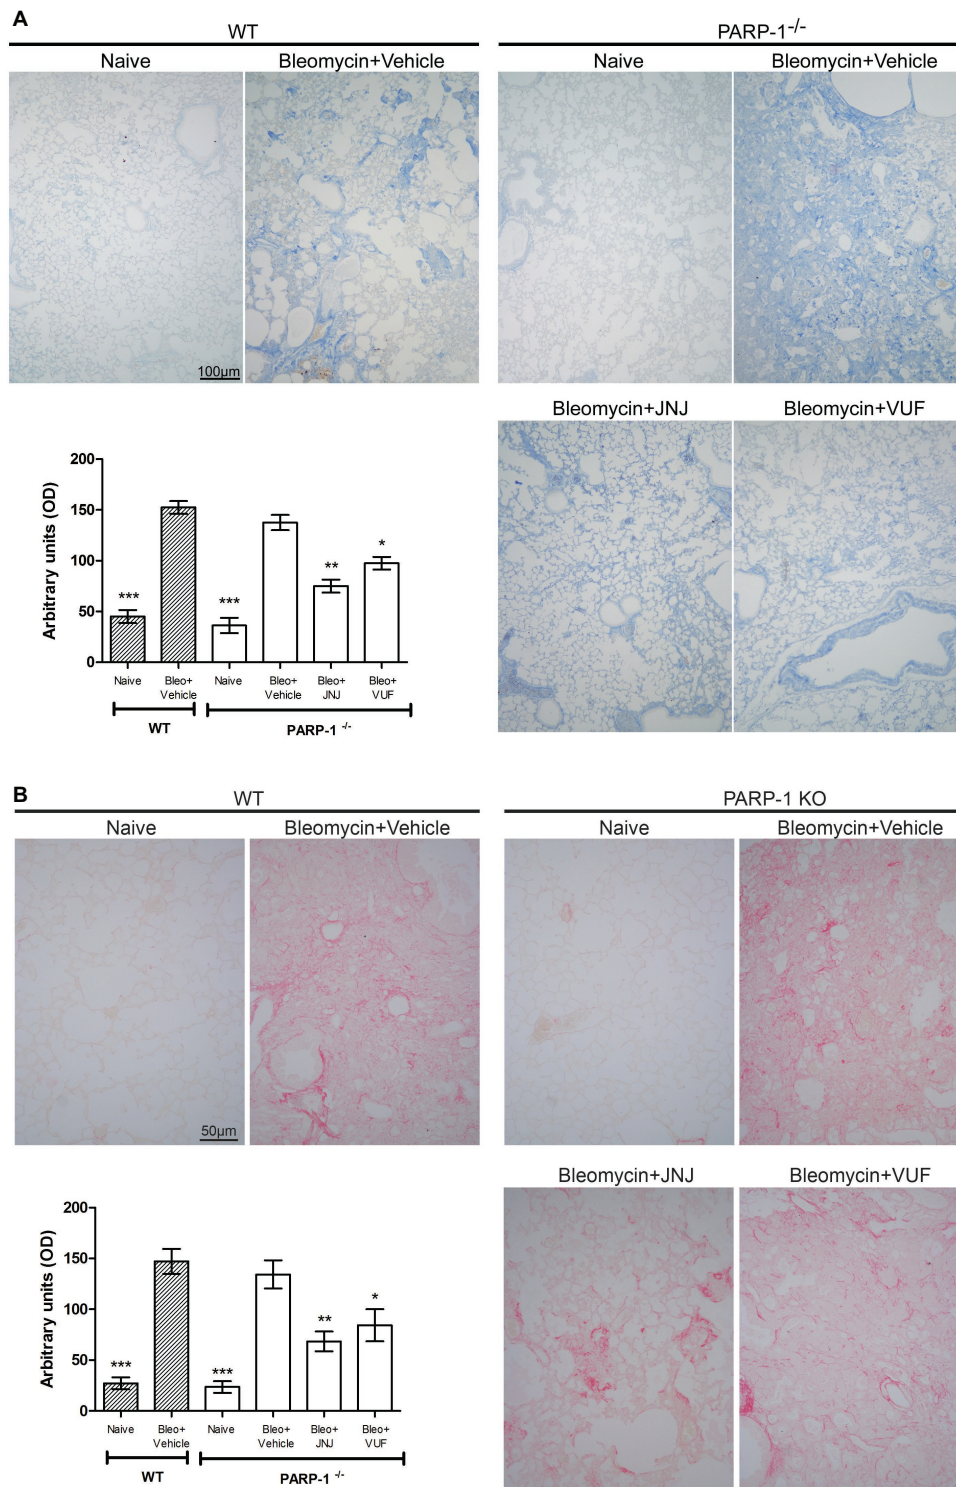 A
WT
PARP-1-/-
Naive
Bleomycin+Vehicle
Naive
Bleomycin+Vehicle
100µm
Bleomycin+JNJ
Bleomycin+VUF
Arbitrary units (OD)
200
150
100
50
0
***
***
**
*
Naive
Bleo+
Vehicle
Naive
Bleo+
Vehicle
Bleo+
JNJ
Bleo+
VUF
WT
PARP-1 -/-
B
WT
PARP-1 KO
Naive
Bleomycin+Vehicle
Naive
Bleomycin+Vehicle
50µm
Bleomycin+JNJ
Bleomycin+VUF
Arbitrary units (OD)
200
150
100
50
0
***
***
**
*
Naive
Bleo+
Vehicle
Naive
Bleo+
Vehicle
Bleo+
JNJ
Bleo+
VUF
WT
PARP-1 -/-